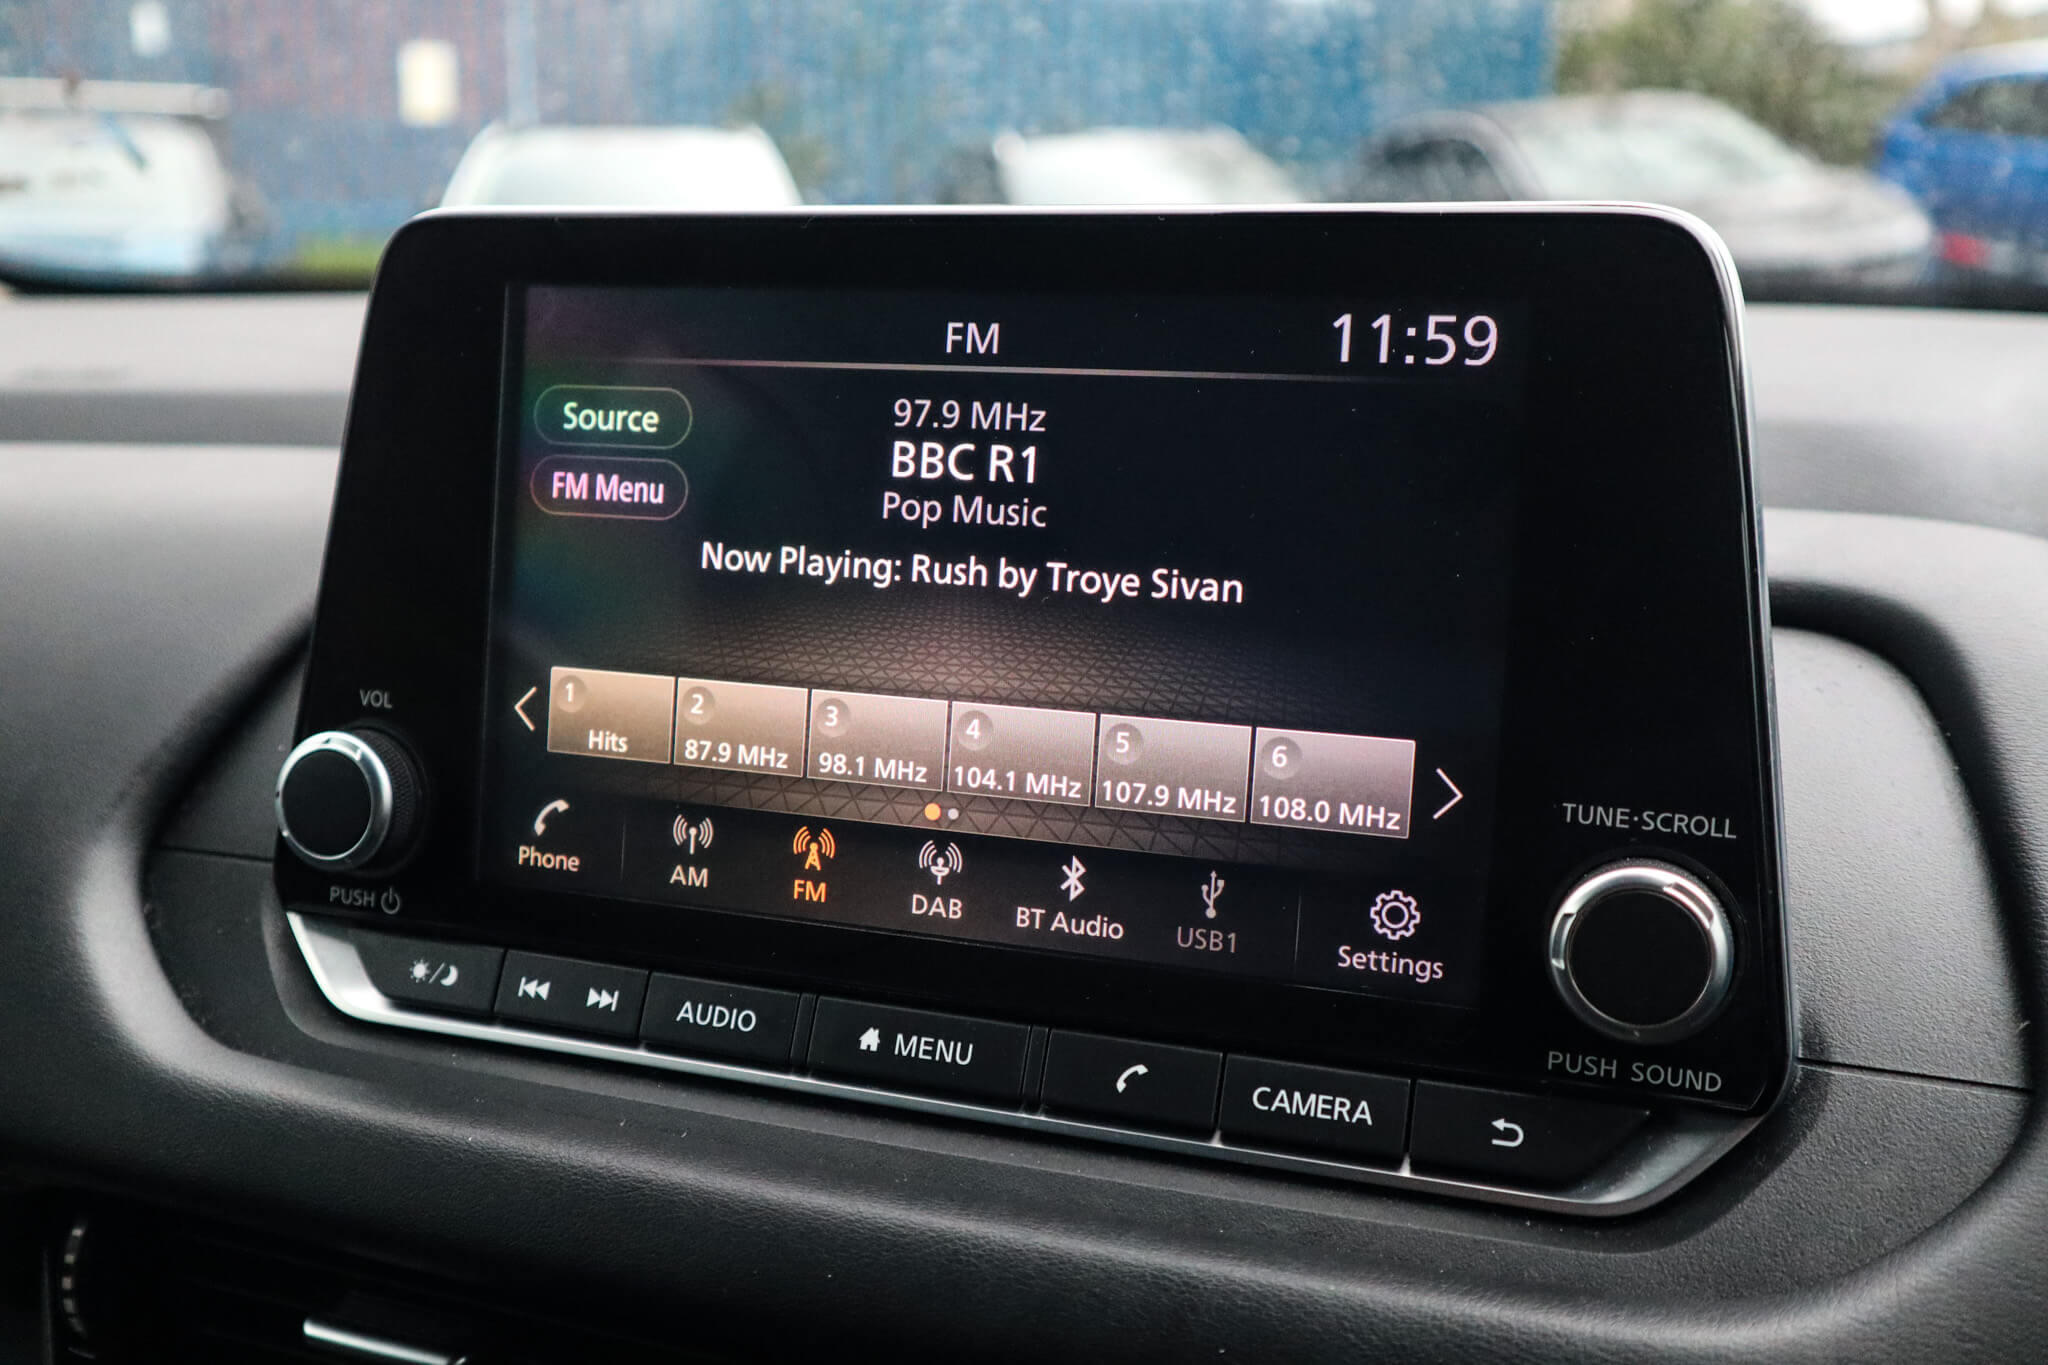 FM
11:59
Source
FM Menu
97.9 MHz
BBC R1
Pop Music
Now Playing: Rush by Troye Sivan
1
Hits
2
87.9 MHz
3
98.1 MHz
4
104.1 MHz
5
107.9 MHz
6
108.0 MHz
Phone
AM
FM
DAB
BT Audio
USB1
Settings
VOL
PUSH
TUNE·SCROLL
PUSH SOUND
AUDIO
MENU
CAMERA